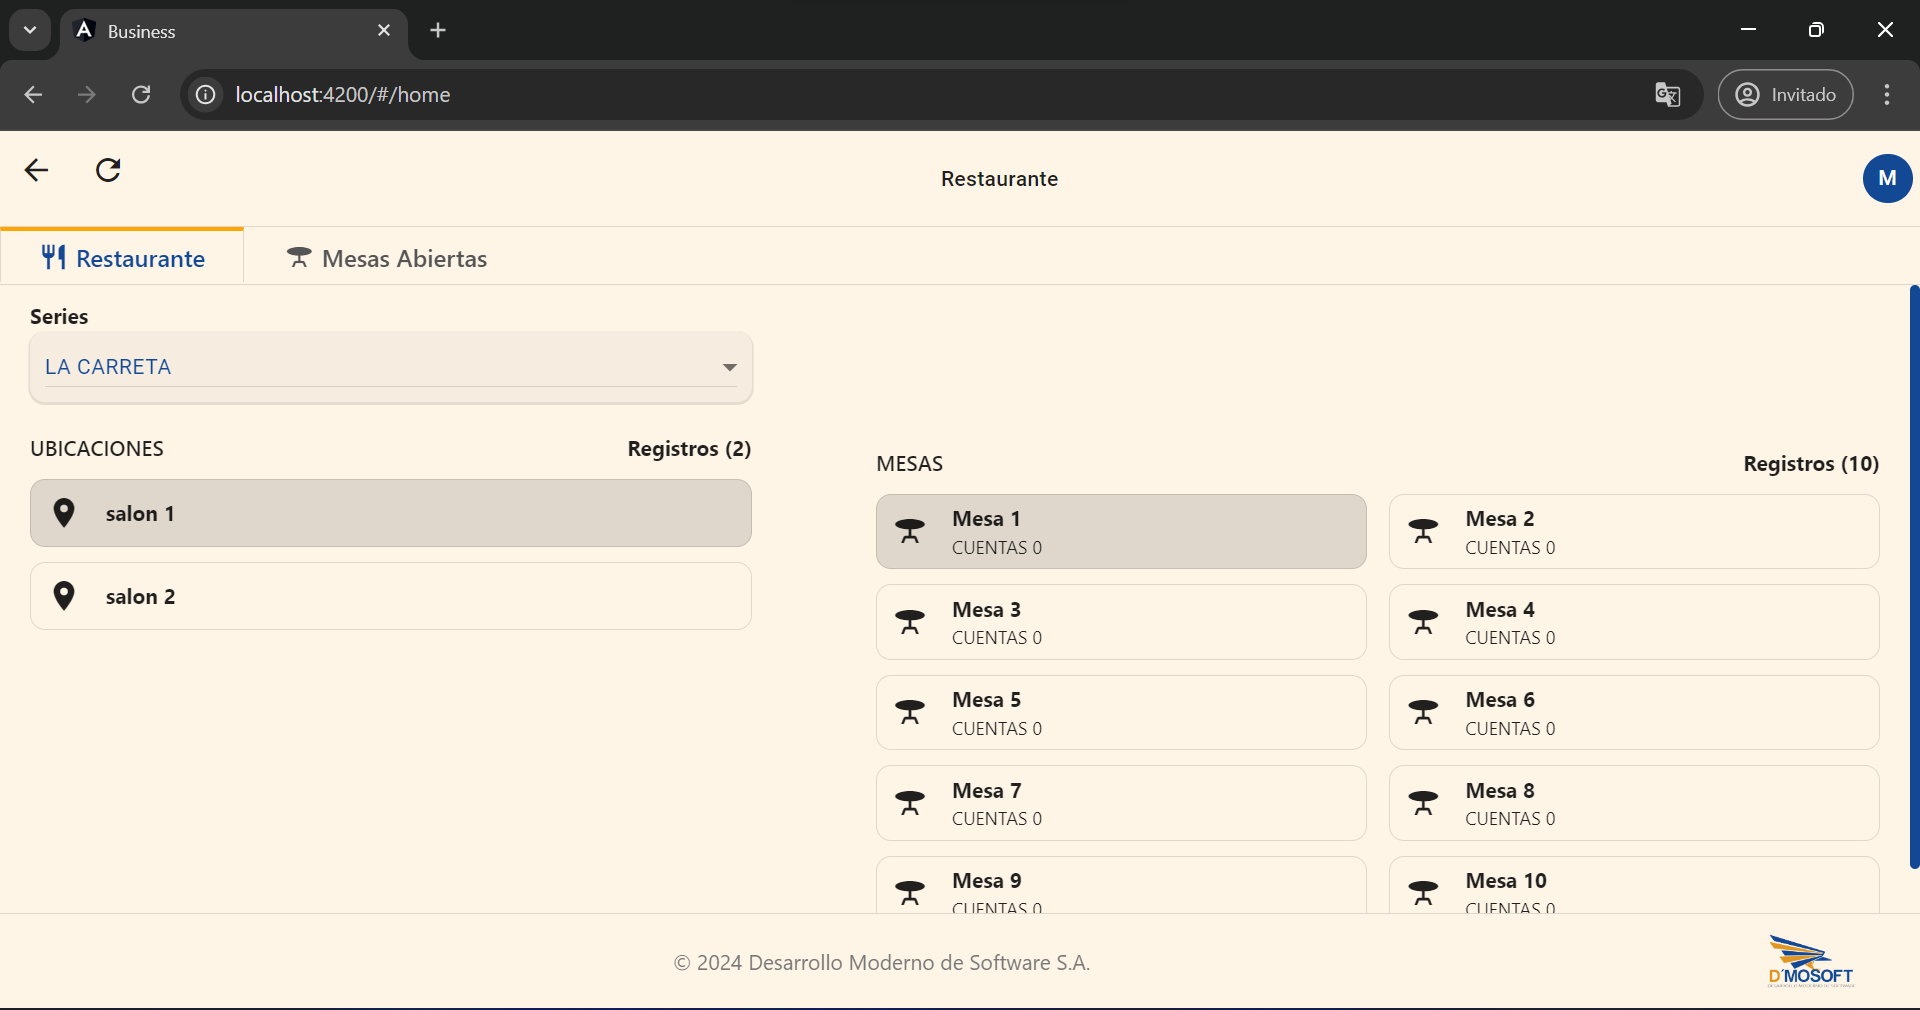 Business
localhost:4200/#/home
Invitado
Restaurante
M
Restaurante
Mesas Abiertas
Series
LA CARRETA
UBICACIONES
Registros (2)
salon 1
salon 2
MESAS
Registros (10)
Mesa 1
CUENTAS 0
Mesa 2
CUENTAS 0
Mesa 3
CUENTAS 0
Mesa 4
CUENTAS 0
Mesa 5
CUENTAS 0
Mesa 6
CUENTAS 0
Mesa 7
CUENTAS 0
Mesa 8
CUENTAS 0
Mesa 9
CUENTAS 0
Mesa 10
CUENTAS 0
© 2024 Desarrollo Moderno de Software S.A.
D´MOSOFT